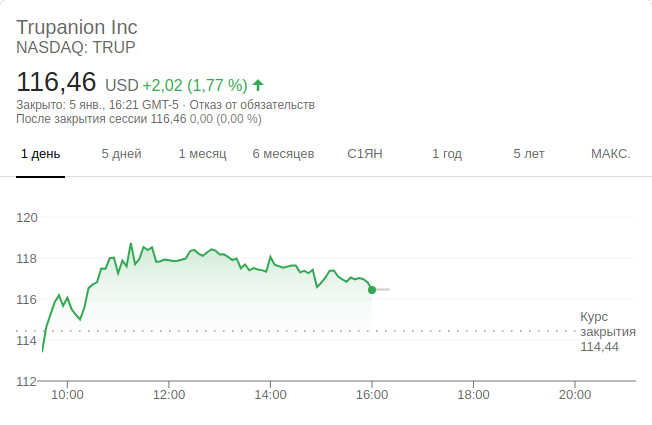 Trupanion Inc
NASDAQ: TRUP
116,46 USD +2,02 (1,77 %)
Закрыто: 5 янв., 16:21 GMT-5 · Отказ от обязательств
После закрытия сессии 116,46 0,00 (0,00 %)
1 день 5 дней 1 месяц 6 месяцев С1ЯН 1 год 5 лет МАКС.
120
118
116
Курс
закрытия
114
114,44
112
10:00 12:00 14:00 16:00 18:00 20:00